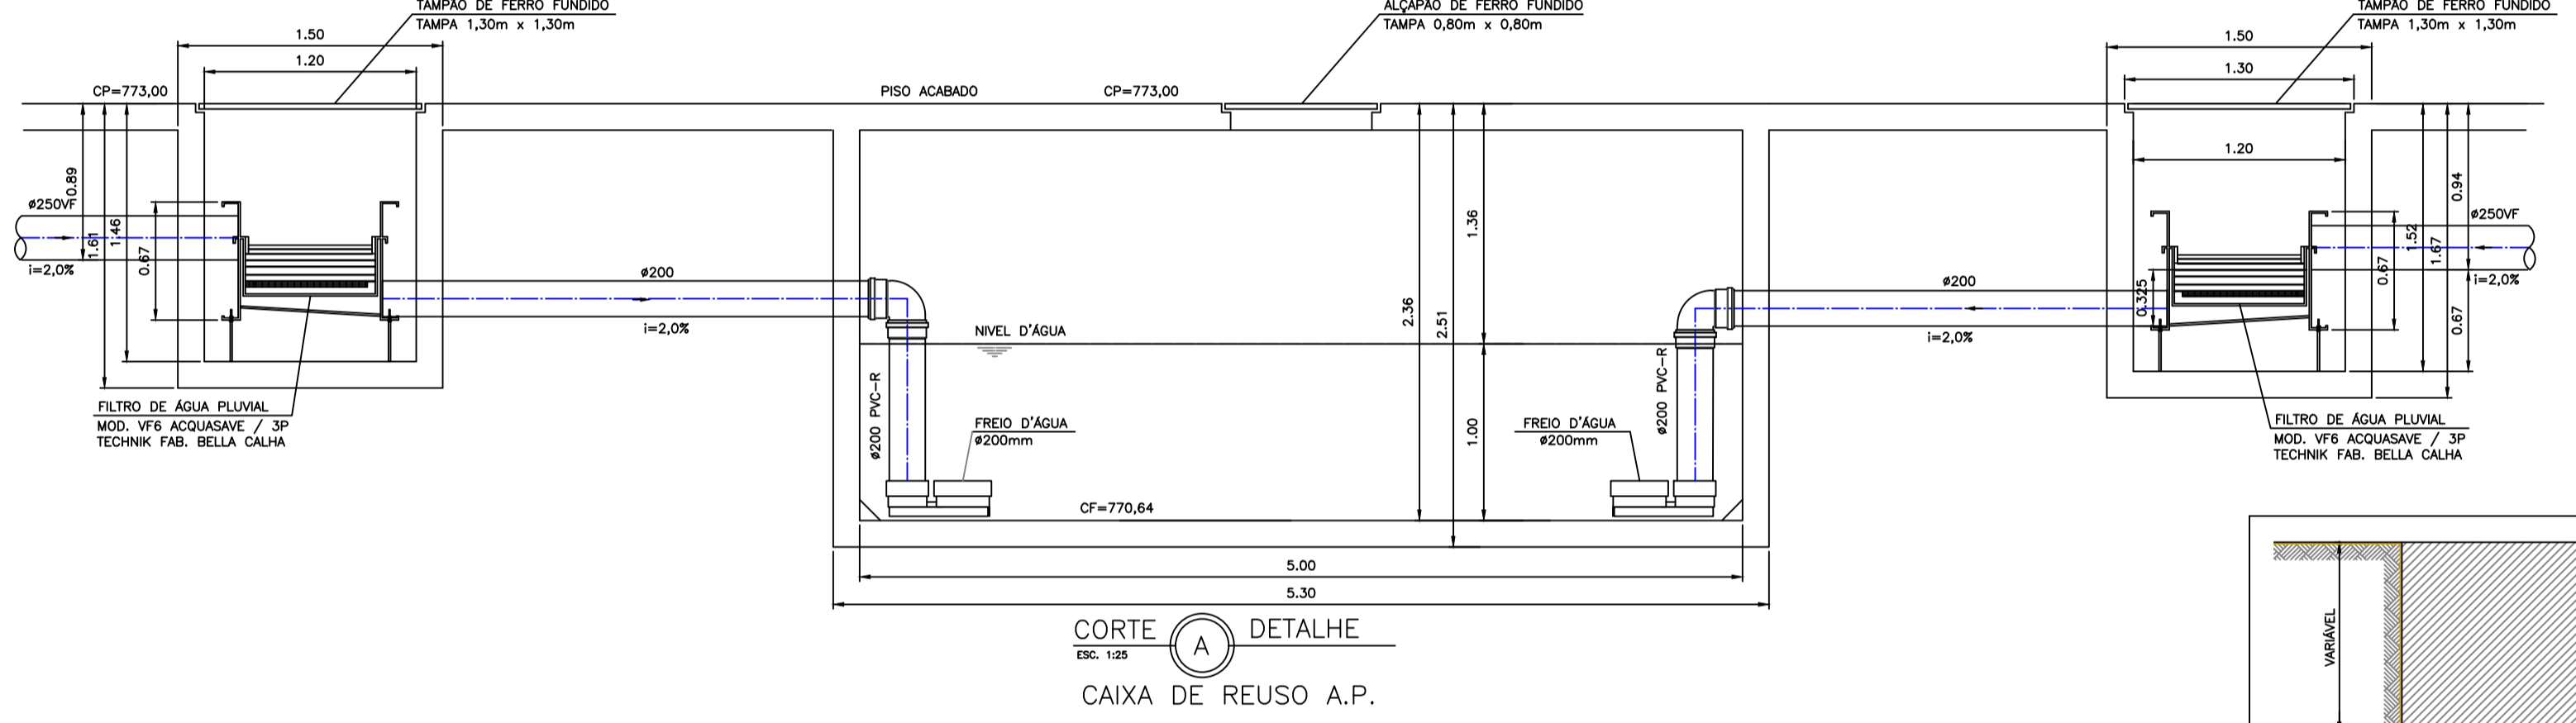 TAMPÃO DE FERRO FUNDIDO
TAMPA 1,30m x 1,30m
ALÇAPÃO DE FERRO FUNDIDO
TAMPA 0,80m x 0,80m
TAMPÃO DE FERRO FUNDIDO
TAMPA 1,30m x 1,30m
1.50
1.20
CP=773,00
PISO ACABADO
CP=773,00
1.50
1.30
1.20
0.89
ø250VF
1.61
1.46
0.67
i=2,0%
ø200
i=2,0%
NIVEL D'ÁGUA
1.36
2.36
2.51
1.00
ø200
i=2,0%
0.325
0.94
ø250VF
1.52
1.67
0.67
i=2,0%
0.67
FILTRO DE ÁGUA PLUVIAL
MOD. VF6 ACQUASAVE / 3P
TECHNIK FAB. BELLA CALHA
ø200 PVC-R
FREIO D'ÁGUA
ø200mm
FREIO D'ÁGUA
ø200mm
ø200 PVC-R
FILTRO DE ÁGUA PLUVIAL
MOD. VF6 ACQUASAVE / 3P
TECHNIK FAB. BELLA CALHA
CF=770,64
5.00
5.30
CORTE A DETALHE
ESC. 1:25
CAIXA DE REUSO A.P.
VARIÁVEL